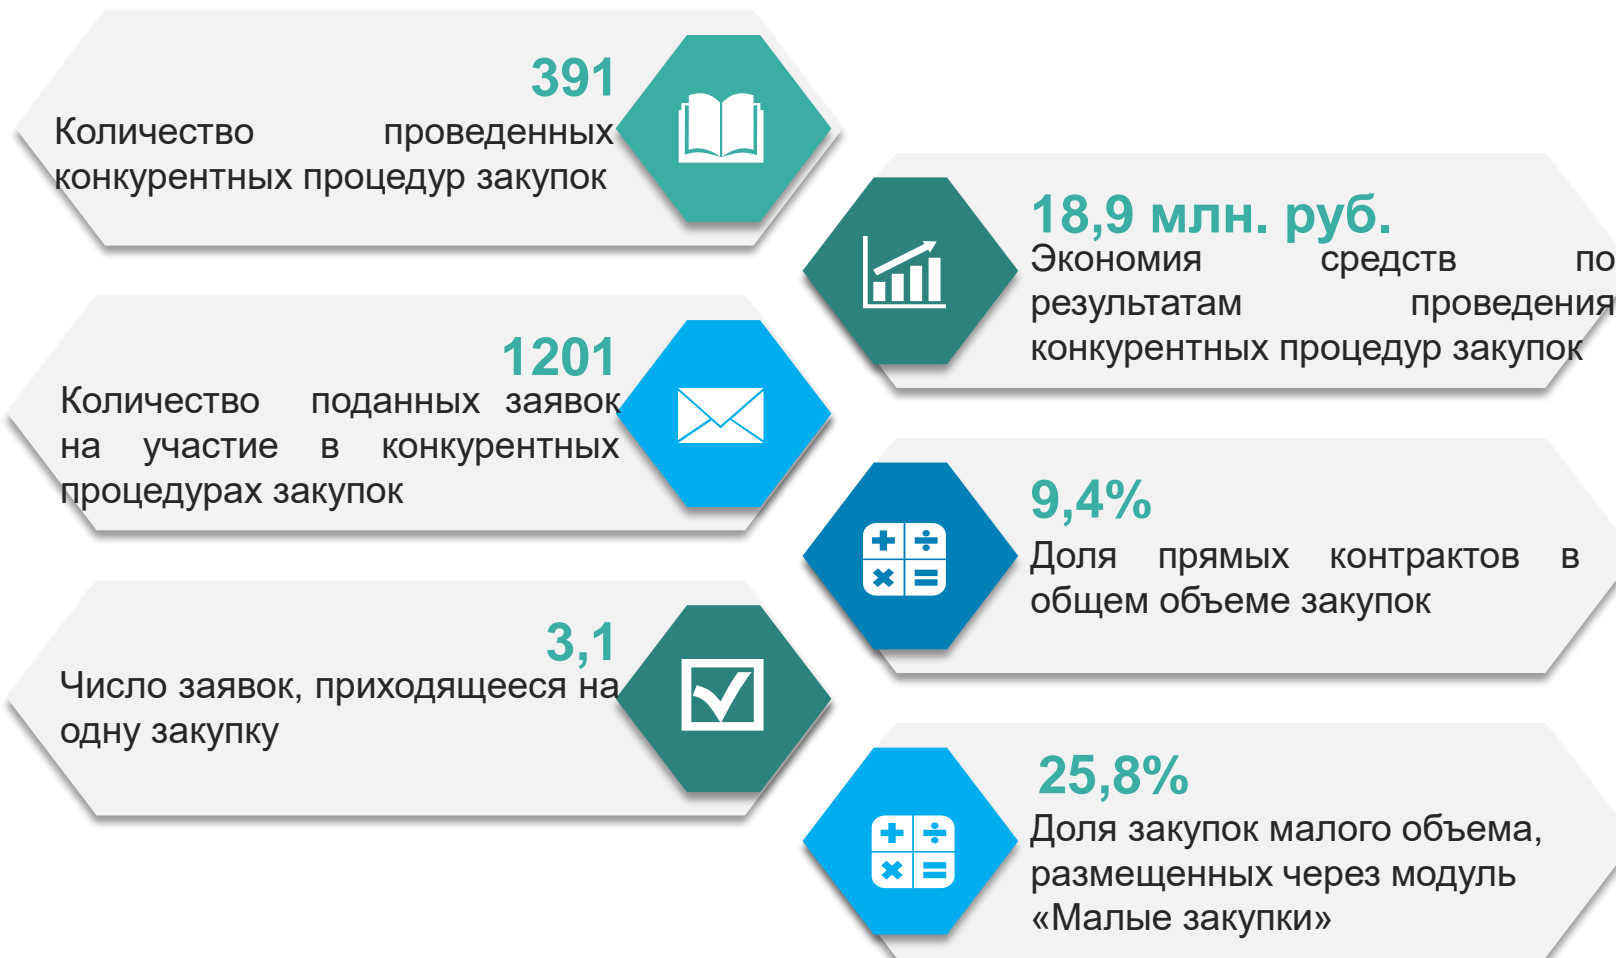 391
Количество проведенных
конкурентных процедур закупок
18,9 млн. руб.
Экономия средств по
результатам проведения
конкурентных процедур закупок
1201
Количество поданных заявок
на участие в конкурентных
процедурах закупок
9,4%
Доля прямых контрактов в
общем объеме закупок
3,1
Число заявок, приходящееся на
одну закупку
25,8%
Доля закупок малого объема,
размещенных через модуль
«Малые закупки»